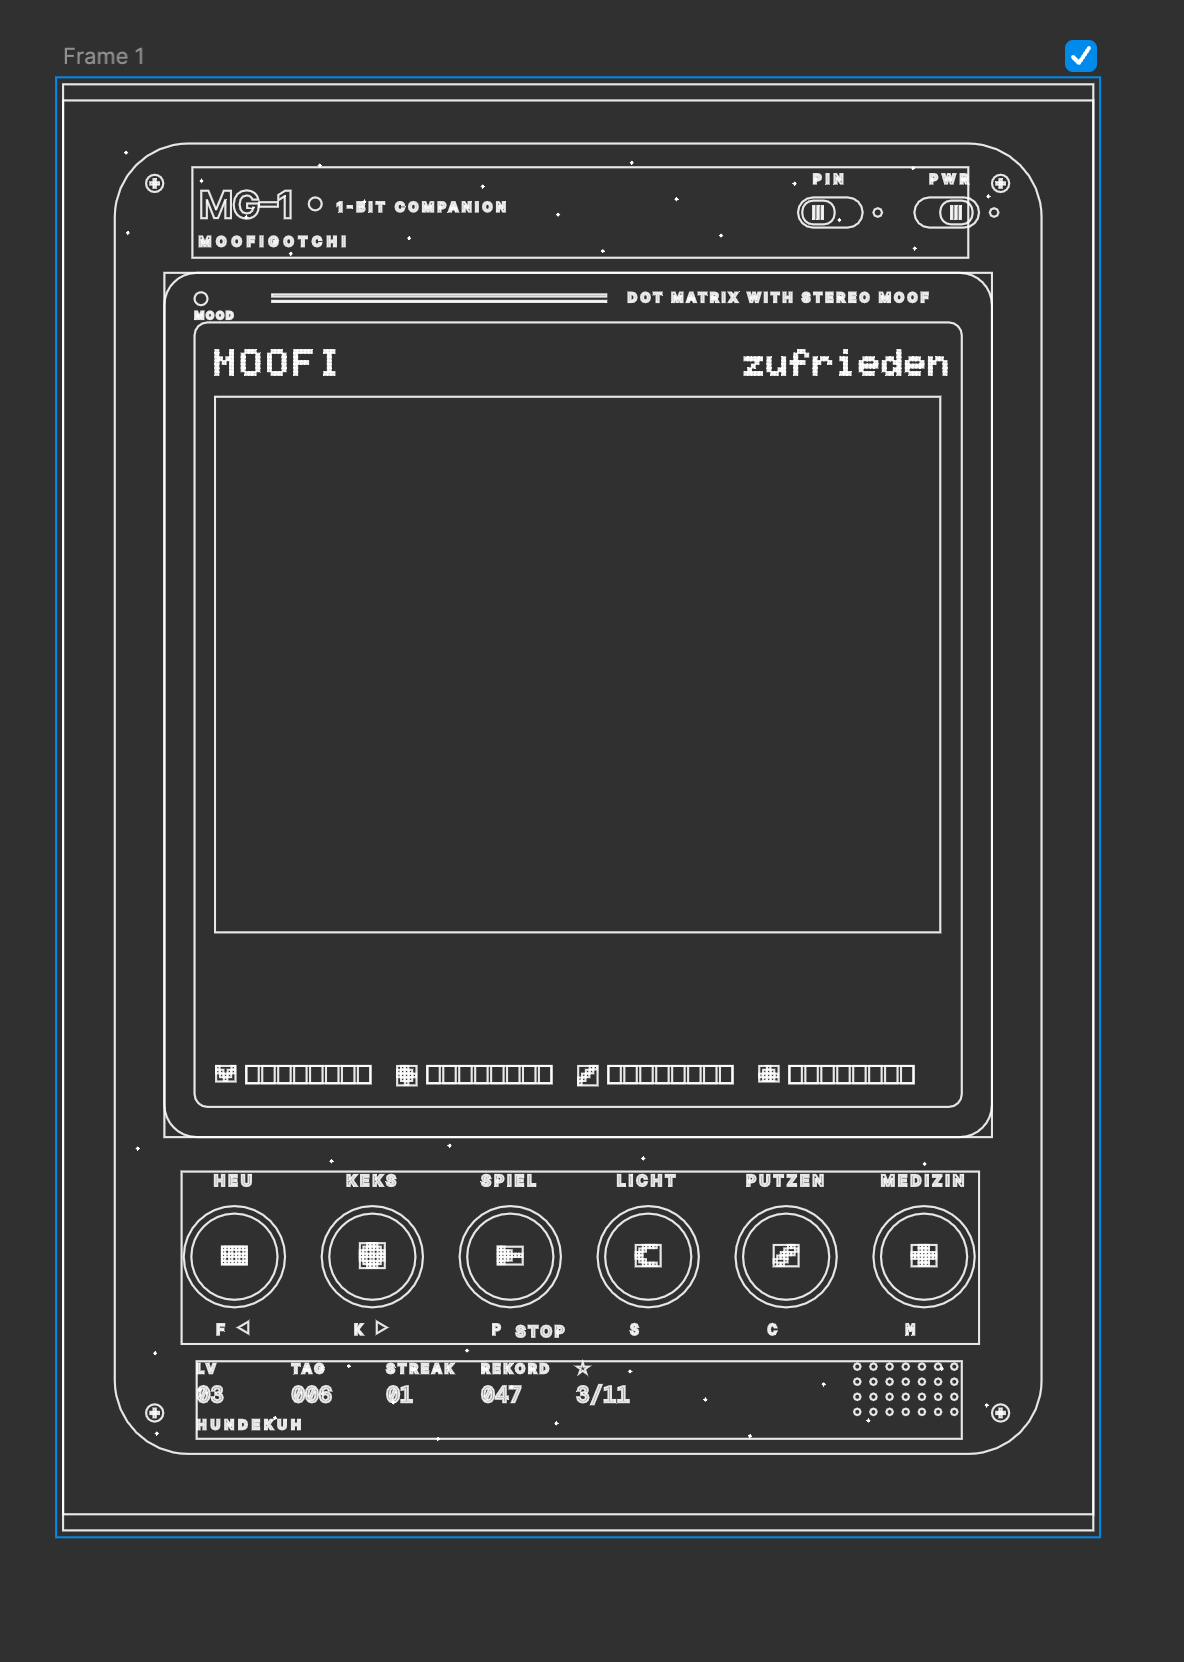 Frame 1
PIN PWR
MG-1 1-BIT COMPANION
MOOFIGOTCHI
DOT MATRIX WITH STEREO MOOF
MOOD
MOOFI zufrieden
HEU KEKS SPIEL LICHT PUTZEN MEDIZIN
F ◁ K ▷ P STOP S C M
LV TAG STREAK REKORD ☆
03 006 01 047 3/11
HUNDEKUH